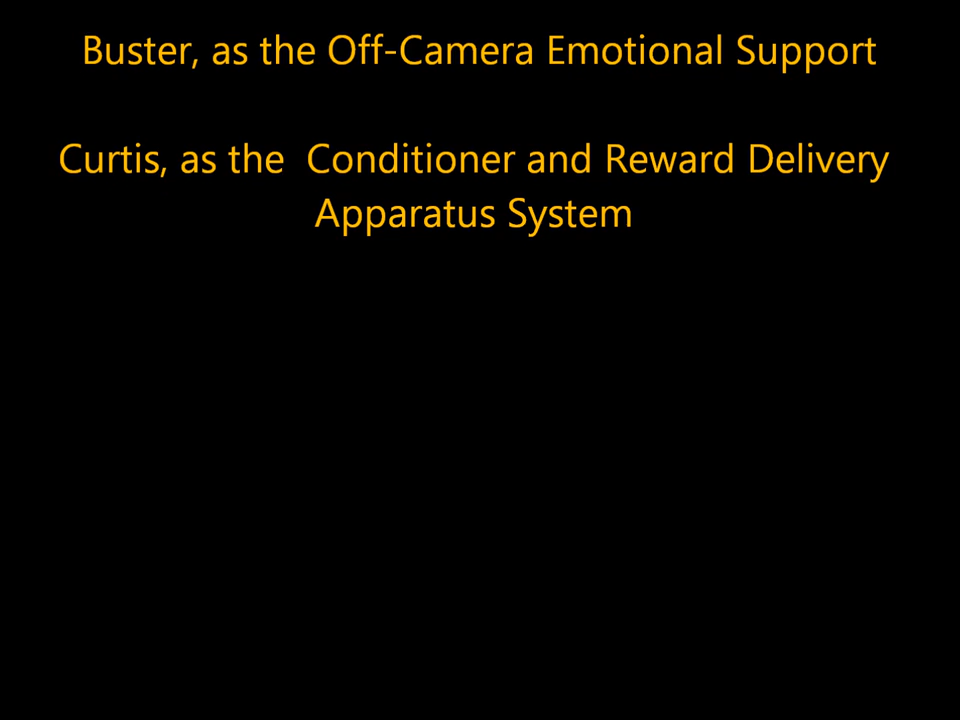 Buster, as the Off-Camera Emotional Support
Curtis, as the  Conditioner and Reward Delivery
Apparatus System